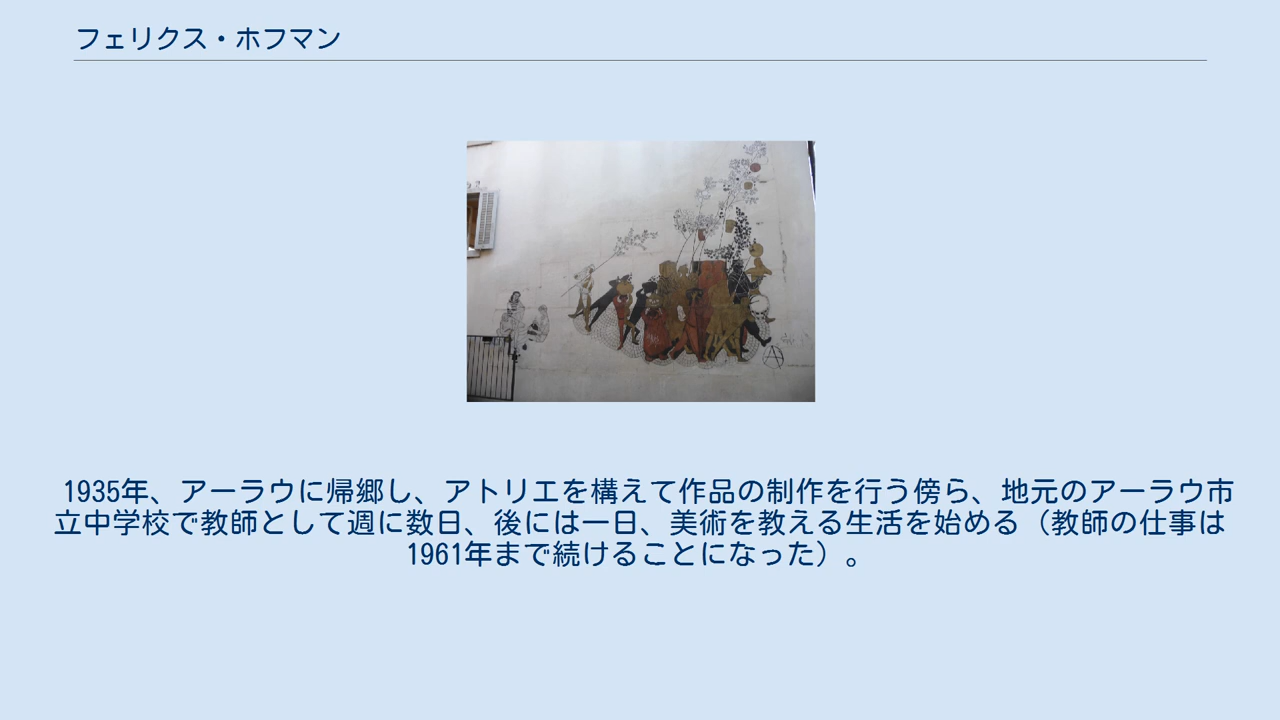 フェリクス・ホフマン
1935年、アーラウに帰郷し、アトリエを構えて作品の制作を行う傍ら、地元のアーラウ市
立中学校で教師として週に数日、後には一日、美術を教える生活を始める（教師の仕事は
1961年まで続けることになった）。